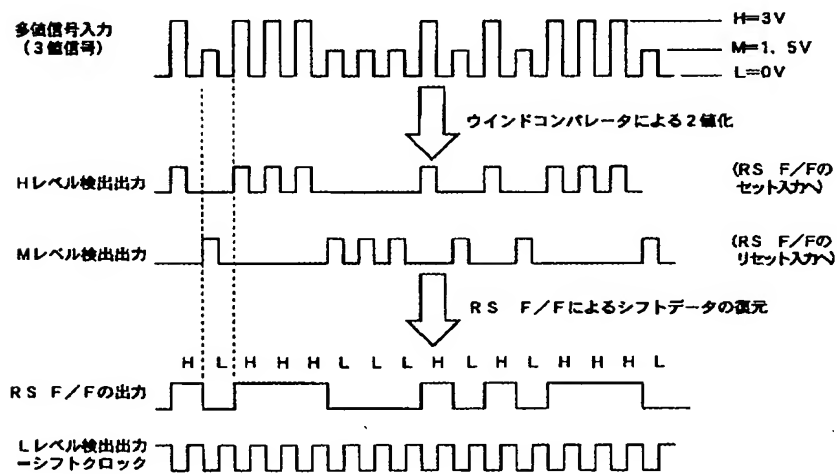 多値信号入力
(3値信号)
H=3V
M=1.5V
L=0V
ウインドコンパレータによる2値化
Hレベル検出出力
(RS F/Fの
セット入力へ)
Mレベル検出出力
(RS F/Fの
リセット入力へ)
RS F/Fによるシフトデータの復元
H L H H H L L L H L H L H H H L
RS F/Fの出力
Lレベル検出出力
=シフトクロック